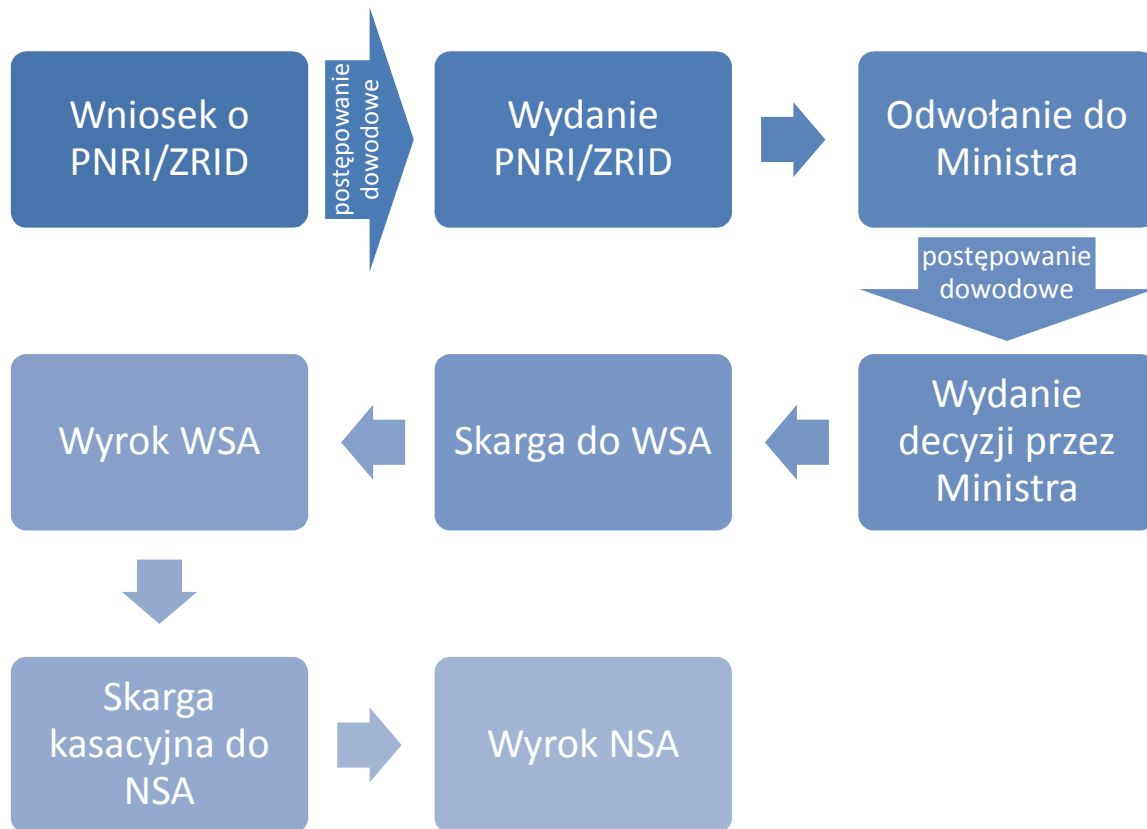 Wniosek o
PNRI/ZRID
postępowanie
dowodowe
Wydanie
PNRI/ZRID
Odwołanie do
Ministra
postępowanie
dowodowe
Wydanie
decyzji przez
Ministra
Skarga do WSA
Wyrok WSA
Skarga
kasacyjna do
NSA
Wyrok NSA